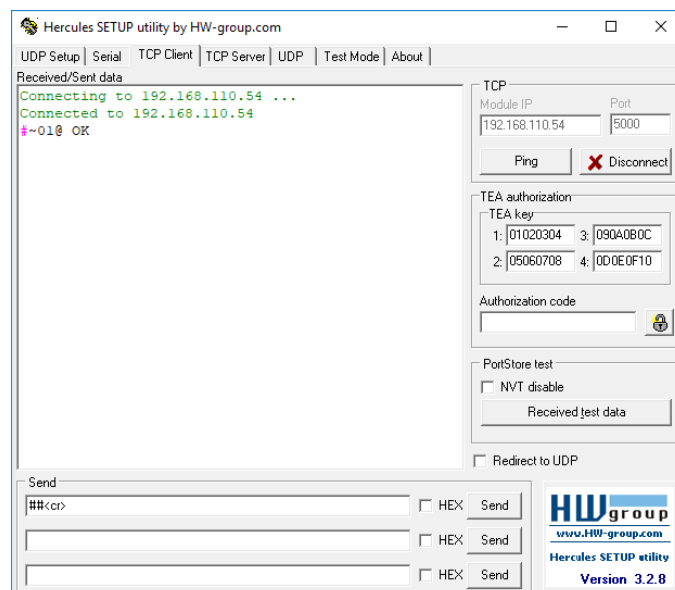 Hercules SETUP utility by HW-group.com
UDP Setup Serial TCP Client TCP Server UDP Test Mode About
Received/Sent data
Connecting to 192.168.110.54 ...
Connected to 192.168.110.54
#~01@ OK
TCP
Module IP Port
192.168.110.54 5000
Ping Disconnect
TEA authorization
TEA key
1: 01020304 3: 090A0B0C
2: 05060708 4: 0D0E0F10
Authorization code
PortStore test
NVT disable
Received test data
Redirect to UDP
Send
##<cr> HEX Send
HEX Send
HEX Send
HW group
www.HW-group.com
Hercules SETUP utility
Version 3.2.8